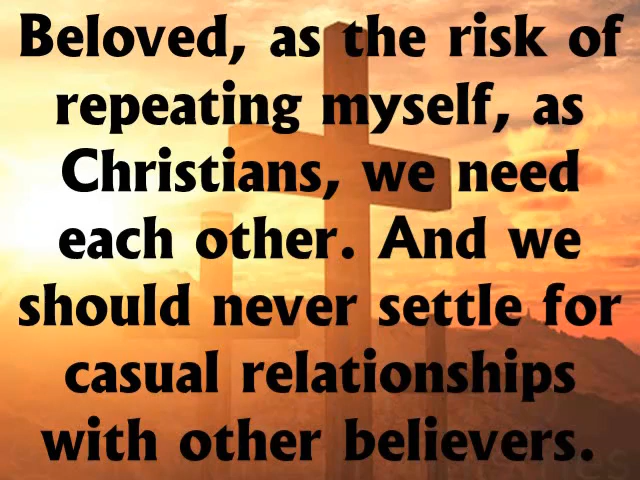 Beloved, as the risk of
repeating myself, as
Christians, we need
each other. And we
should never settle for
casual relationships
with other believers.